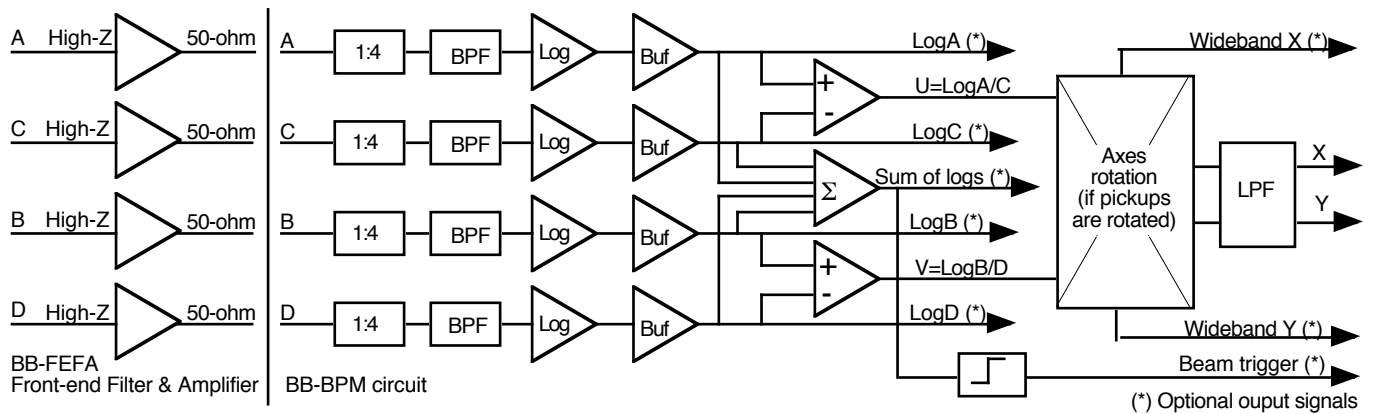 A High-Z 50-ohm
C High-Z 50-ohm
B High-Z 50-ohm
D High-Z 50-ohm
BB-FEFA
Front-end Filter & Amplifier
A 1:4 BPF Log Buf LogA (*)
+
-
U=LogA/C
C 1:4 BPF Log Buf LogC (*)
Σ
Sum of logs (*)
B 1:4 BPF Log Buf LogB (*)
+
-
V=LogB/D
D 1:4 BPF Log Buf LogD (*)
BB-BPM circuit
Wideband X (*)
Axes
rotation
(if pickups
are rotated)
LPF
X
Y
Wideband Y (*)
Beam trigger (*)
(*) Optional ouput signals